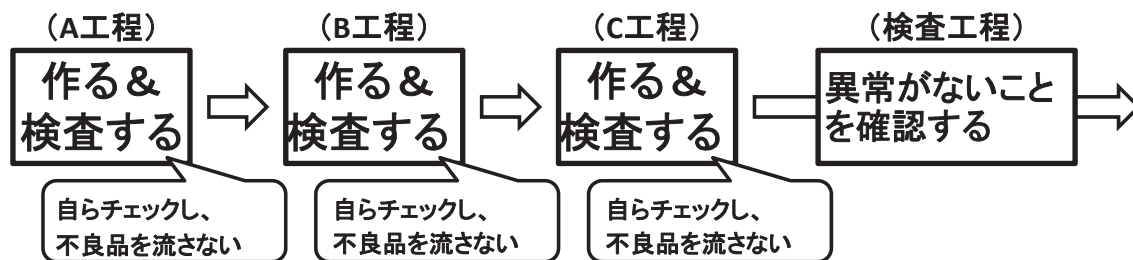 (A工程)
作る&
検査する
自らチェックし、
不良品を流さない
(B工程)
作る&
検査する
自らチェックし、
不良品を流さない
(C工程)
作る&
検査する
自らチェックし、
不良品を流さない
(検査工程)
異常がないこと
を確認する